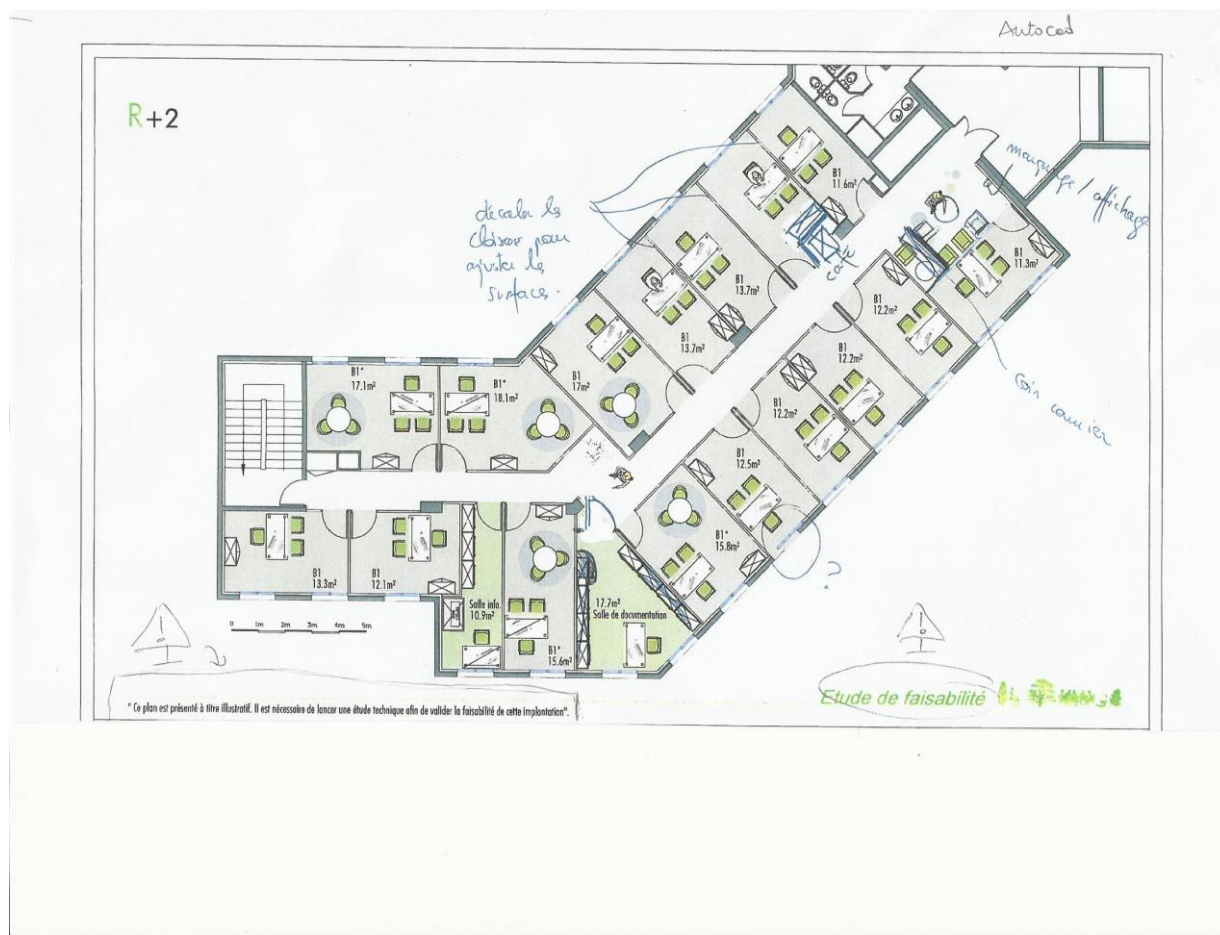 Autocad
R+2
décaler les
cloisons pour
ajuster les
surfaces.
marquage / affichage
B1
11.6m²
café
B1
11.3m²
B1
13.7m²
B1
12.2m²
B1
13.7m²
B1
12.2m²
B1*
17.1m²
B1*
18.1m²
B1
17m²
B1
12.2m²
coin courrier
B1
12.5m²
B1*
15.8m²
?
B1
13.3m²
B1
12.1m²
Salle info.
10.9m²
B1*
15.6m²
17.7m²
Salle de documentation
0 1m 2m 3m 4m 5m
Etude de faisabilité
" Ce plan est présenté à titre illustratif. Il est nécessaire de lancer une étude technique afin de valider la faisabilité de cette implantation".